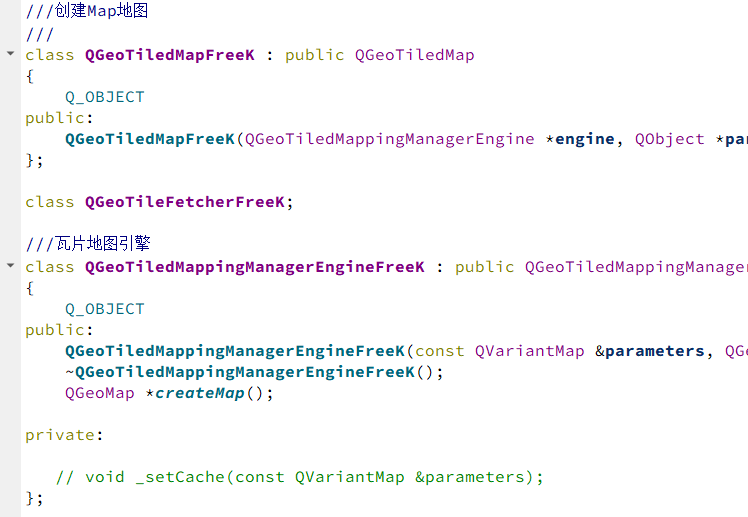 ///创建Map地图
///
class QGeoTiledMapFreeK : public QGeoTiledMap
{
    Q_OBJECT
public:
    QGeoTiledMapFreeK(QGeoTiledMappingManagerEngine *engine, QObject *par
};
class QGeoTileFetcherFreeK;
///瓦片地图引擎
class QGeoTiledMappingManagerEngineFreeK : public QGeoTiledMappingManager
{
    Q_OBJECT
public:
    QGeoTiledMappingManagerEngineFreeK(const QVariantMap &parameters, QGe
    ~QGeoTiledMappingManagerEngineFreeK();
    QGeoMap *createMap();
private:
   // void _setCache(const QVariantMap &parameters);
};